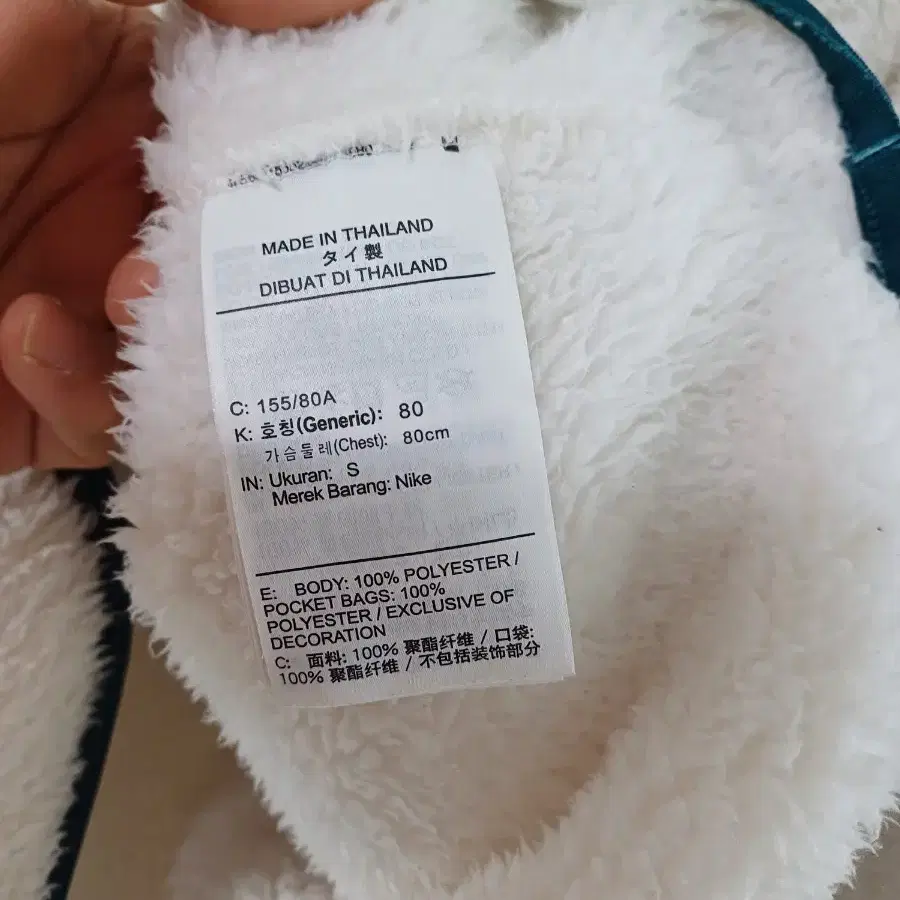 MADE IN THAILAND
タイ製
DIBUAT DI THAILAND
C: 155/80A
K: 호칭(Generic): 80
가슴둘레(Chest): 80cm
IN: Ukuran: S
Merek Barang: Nike
E: BODY: 100% POLYESTER /
POCKET BAGS: 100%
POLYESTER / EXCLUSIVE OF
DECORATION
C: 面料: 100% 聚酯纤维 / 口袋:
100% 聚酯纤维 / 不包括装饰部分